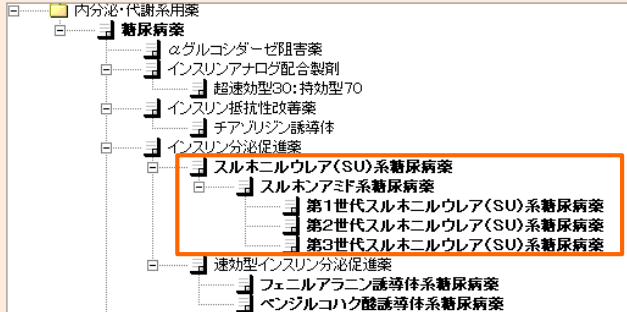 内分泌・代謝系用薬
糖尿病薬
αグルコシダーゼ阻害薬
インスリンアナログ配合製剤
超速効型30:持効型70
インスリン抵抗性改善薬
チアゾリジン誘導体
インスリン分泌促進薬
スルホニルウレア(SU)系糖尿病薬
スルホンアミド系糖尿病薬
第1世代スルホニルウレア(SU)系糖尿病薬
第2世代スルホニルウレア(SU)系糖尿病薬
第3世代スルホニルウレア(SU)系糖尿病薬
速効型インスリン分泌促進薬
フェニルアラニン誘導体系糖尿病薬
ベンジルコハク酸誘導体系糖尿病薬